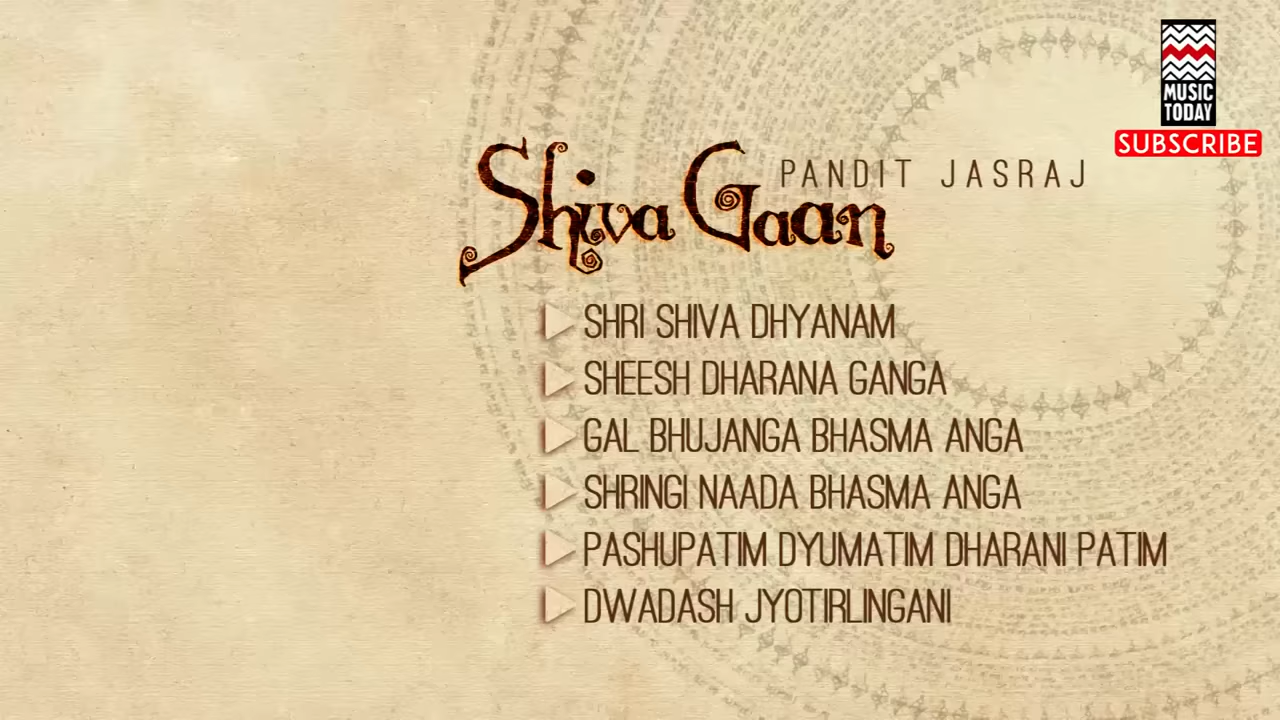 MUSIC
TODAY
SUBSCRIBE
Shiva Gaan
PANDIT JASRAJ
SHRI SHIVA DHYANAM
SHEESH DHARANA GANGA
GAL BHUJANGA BHASMA ANGA
SHRINGI NAADA BHASMA ANGA
PASHUPATIM DYUMATIM DHARANI PATIM
DWADASH JYOTIRLINGANI